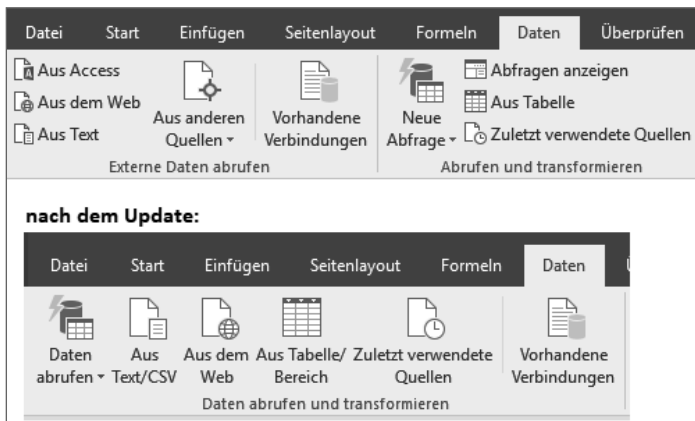 Datei Start Einfügen Seitenlayout Formeln Daten Überprüfen
Aus Access
Aus dem Web
Aus Text
Aus anderen
Quellen
Vorhandene
Verbindungen
Neue
Abfrage
Abfragen anzeigen
Aus Tabelle
Zuletzt verwendete Quellen
Externe Daten abrufen Abrufen und transformieren
nach dem Update:
Datei Start Einfügen Seitenlayout Formeln Daten
Daten
abrufen
Aus
Text/CSV
Aus dem
Web
Aus Tabelle/
Bereich
Zuletzt verwendete
Quellen
Vorhandene
Verbindungen
Daten abrufen und transformieren